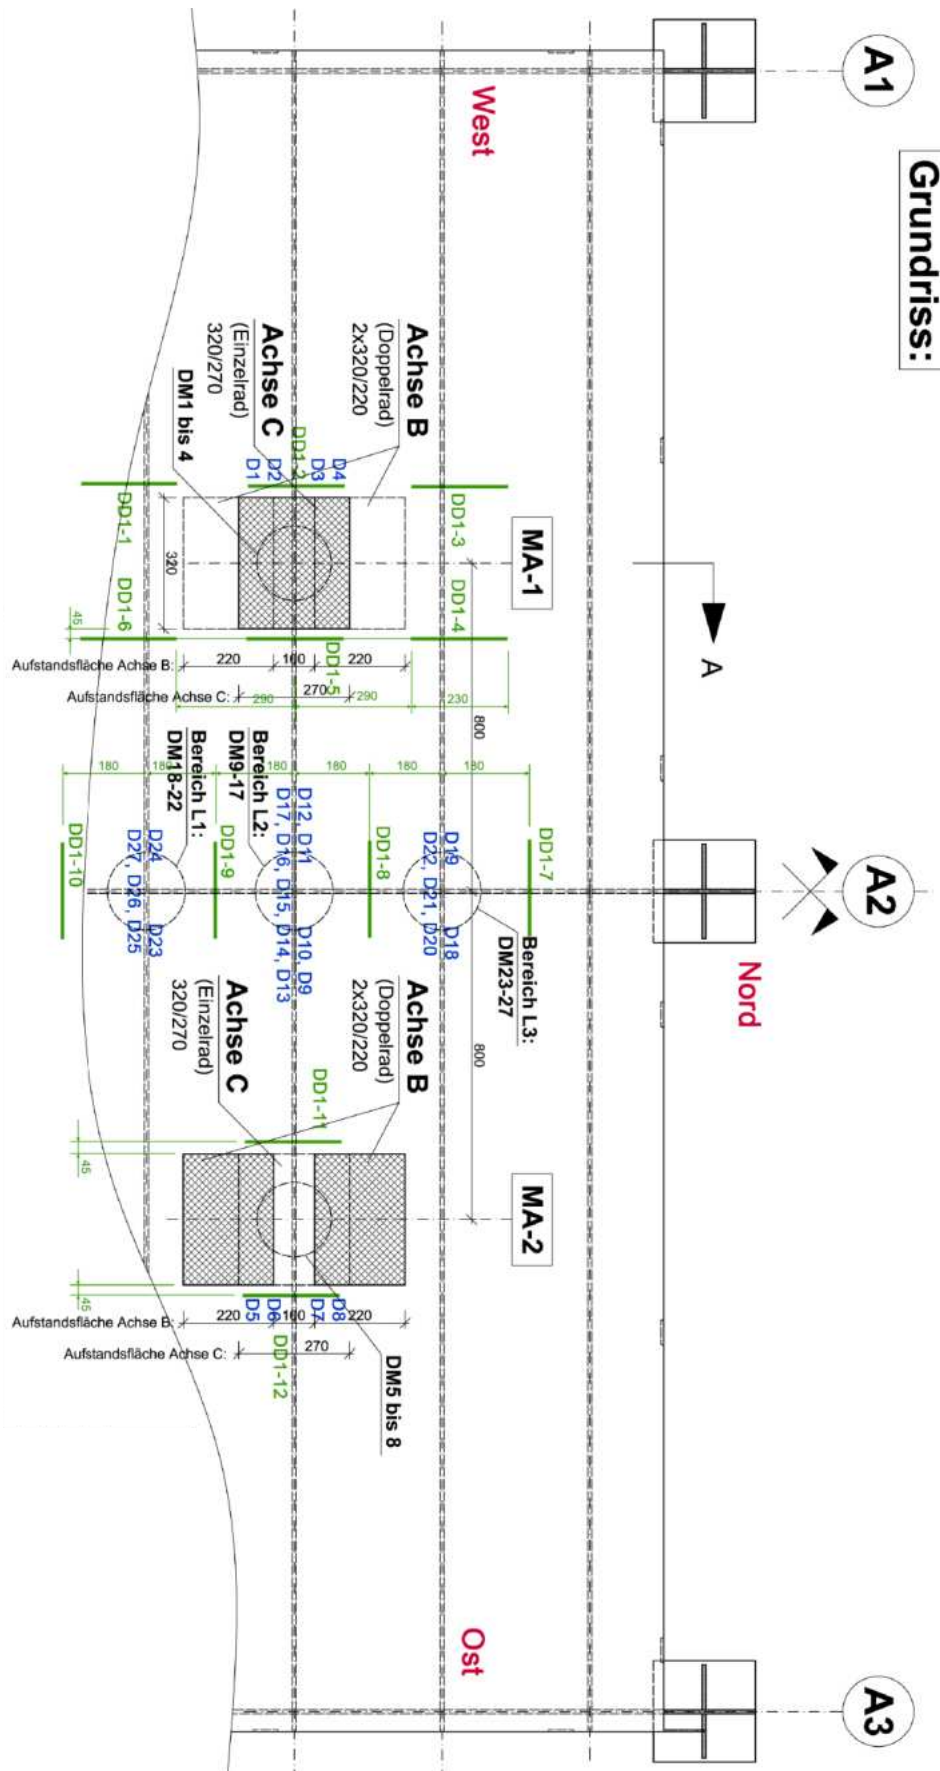 Grundriss:
A1
A2
A3
West
Nord
Ost
MA-1
MA-2
A
Achse B
(Doppelrad)
2x320/220
Achse C
(Einzelrad)
320/270
DM1 bis 4
DD1-1
DD1-2
DD1-3
DD1-4
DD1-5
DD1-6
D1
D2
D3
D4
320
45
Aufstandsfläche Achse B:
220
100
220
Aufstandsfläche Achse C:
270
290
290
230
800
800
180
180
180
180
180
Bereich L1:
DM18-22
Bereich L2:
DM9-17
Bereich L3:
DM23-27
DD1-7
DD1-8
DD1-9
DD1-10
D19 D18
D22, D21, D20
D12, D11 D10, D9
D17, D16, D15, D14, D13
D24 D23
D27, D26, D25
Achse B
(Doppelrad)
2x320/220
Achse C
(Einzelrad)
320/270
DD1-11
DD1-12
45
45
D5
D6
D7
D8
Aufstandsfläche Achse B:
220
100
220
Aufstandsfläche Achse C:
270
DM5 bis 8